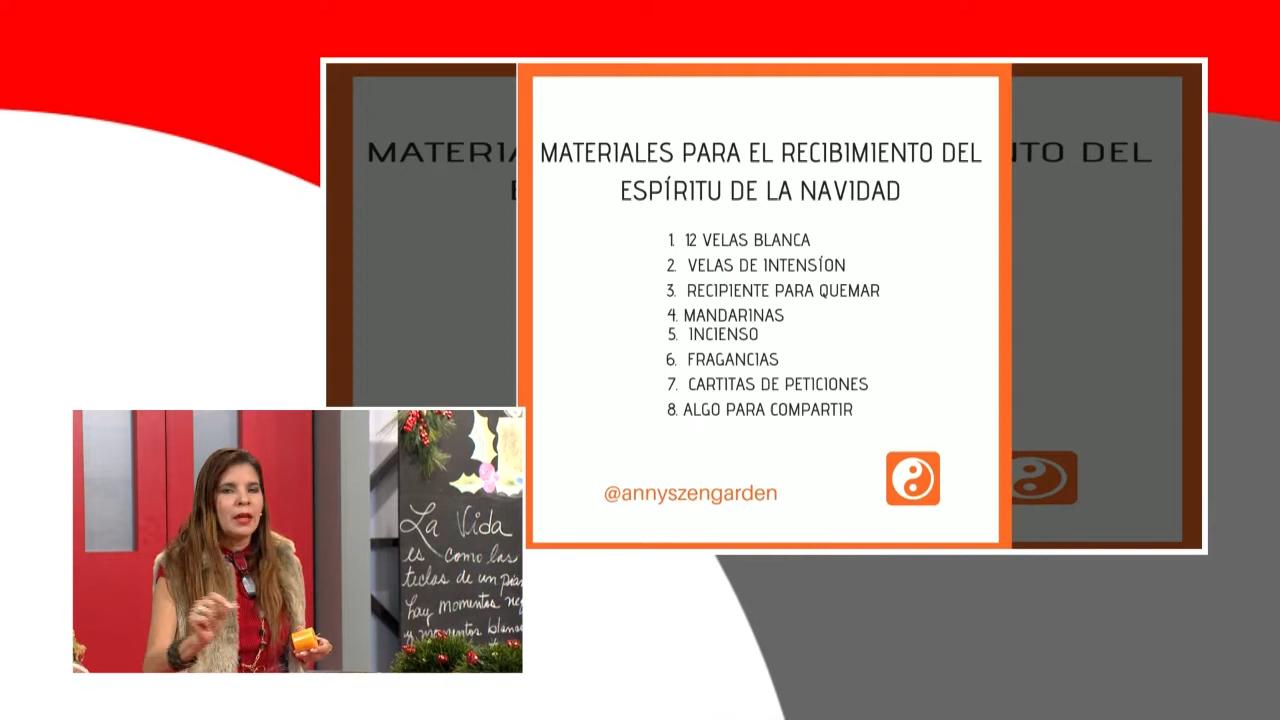 MATERIALES PARA EL RECIBIMIENTO DEL
ESPÍRITU DE LA NAVIDAD
1. 12 VELAS BLANCA
2. VELAS DE INTENSÍON
3. RECIPIENTE PARA QUEMAR
4. MANDARINAS
5. INCIENSO
6. FRAGANCIAS
7. CARTITAS DE PETICIONES
8. ALGO PARA COMPARTIR
@annyszengarden
La Vida
es como las
teclas de un
hay momentos
y momentos